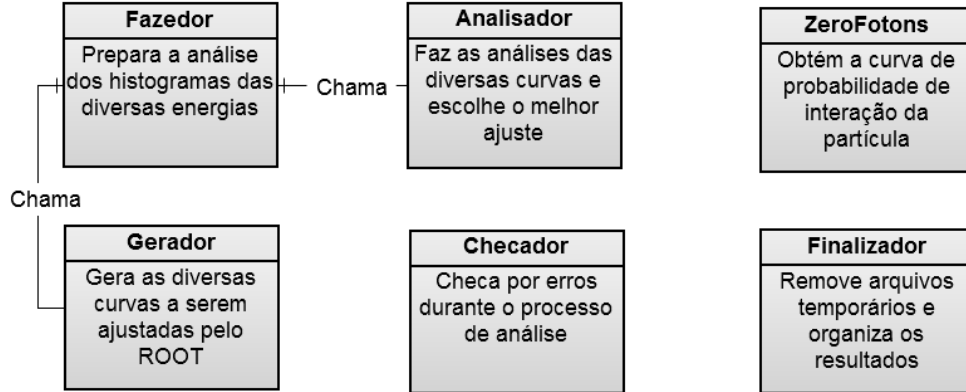 Fazedor
Prepara a análise
dos histogramas das
diversas energias
Chama
Analisador
Faz as análises das
diversas curvas e
escolhe o melhor
ajuste
ZeroFotons
Obtém a curva de
probabilidade de
interação da
partícula
Chama
Gerador
Gera as diversas
curvas a serem
ajustadas pelo
ROOT
Checador
Checa por erros
durante o processo
de análise
Finalizador
Remove arquivos
temporários e
organiza os
resultados